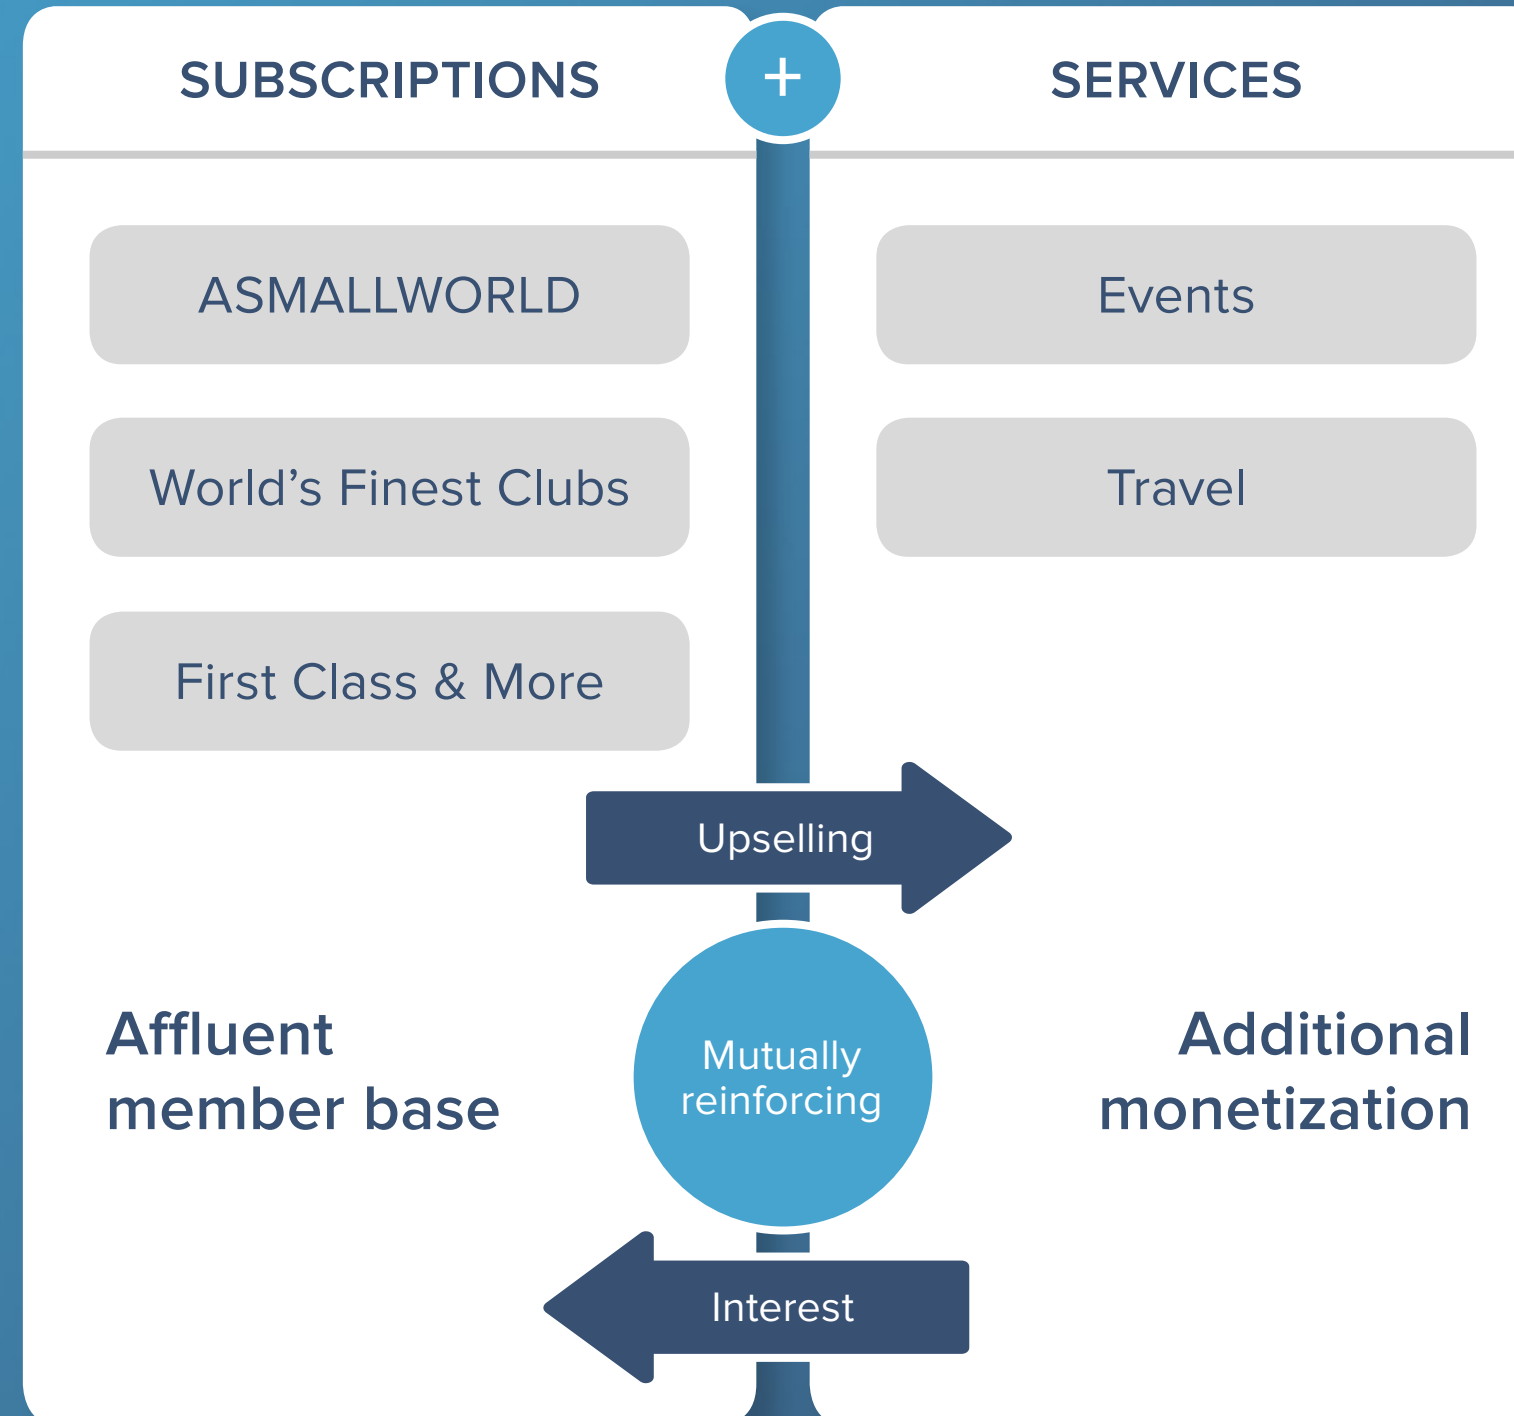 SUBSCRIPTIONS
+
SERVICES
ASMALLWORLD
World’s Finest Clubs
First Class & More
Events
Travel
Upselling
Affluent
member base
Mutually
reinforcing
Additional
monetization
Interest